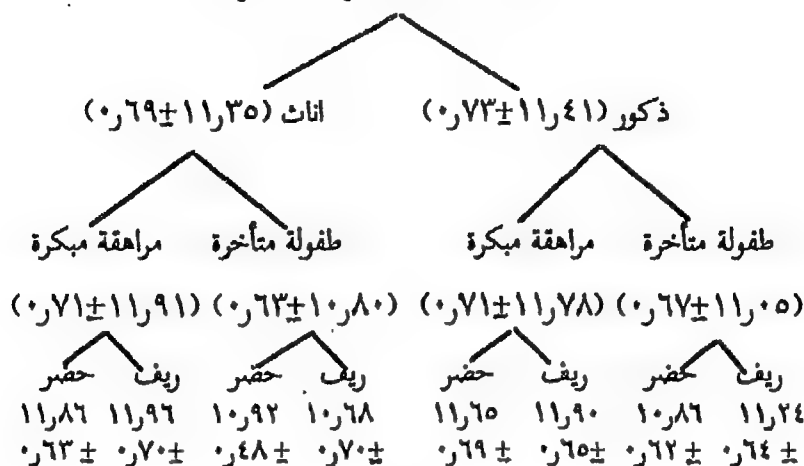 ذكور (١١٫٤١±٠٫٧٣) اناث (١١٫٣٥±٠٫٦٩)
طفولة متأخرة مراهقة مبكرة طفولة متأخرة مراهقة مبكرة
(١١٫٠٥±٠٫٦٧) (١١٫٧٨±٠٫٧١) (١٠٫٨٠±٠٫٦٣) (١١٫٩١±٠٫٧١)
ريف حضر ريف حضر ريف حضر ريف حضر
١١٫٢٤ ١٠٫٨٦ ١١٫٩٠ ١١٫٦٥ ١٠٫٦٨ ١٠٫٩٢ ١١٫٩٦ ١١٫٨٦
± ٠٫٦٤ ± ٠٫٦٢ ±٠٫٦٥ ± ٠٫٦٩ ±٠٫٧٠ ± ٠٫٤٨ ±٠٫٧٠ ± ٠٫٦٣